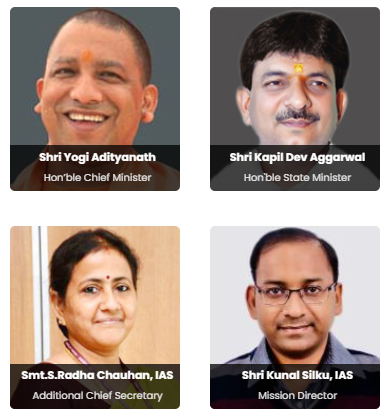 Shri Yogi Adityanath
Hon'ble Chief Minister
Shri Kapil Dev Aggarwal
Hon'ble State Minister
Smt.S.Radha Chauhan, IAS
Additional Chief Secretary
Shri Kunal Silku, IAS
Mission Director